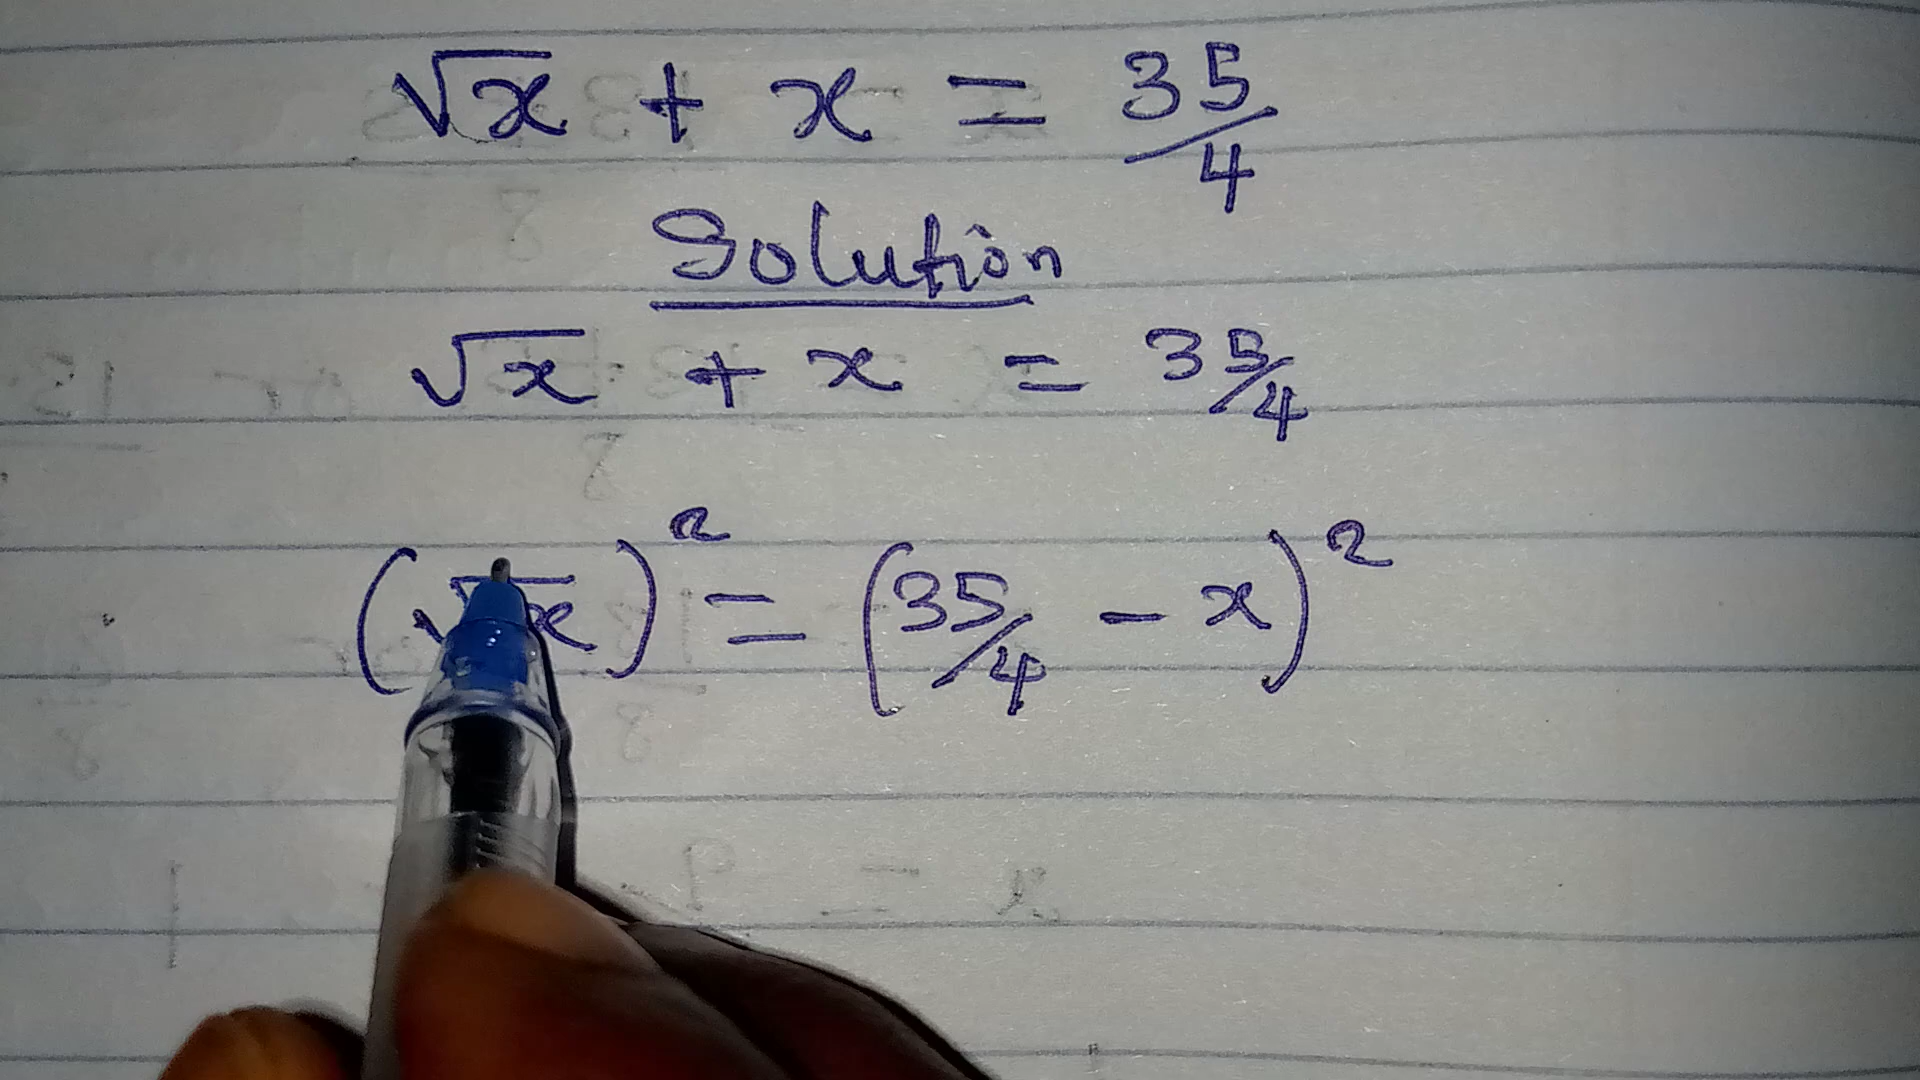 √x + x = 35/4
Solution
√x + x = 35/4
(√x)² = (35/4 - x)²